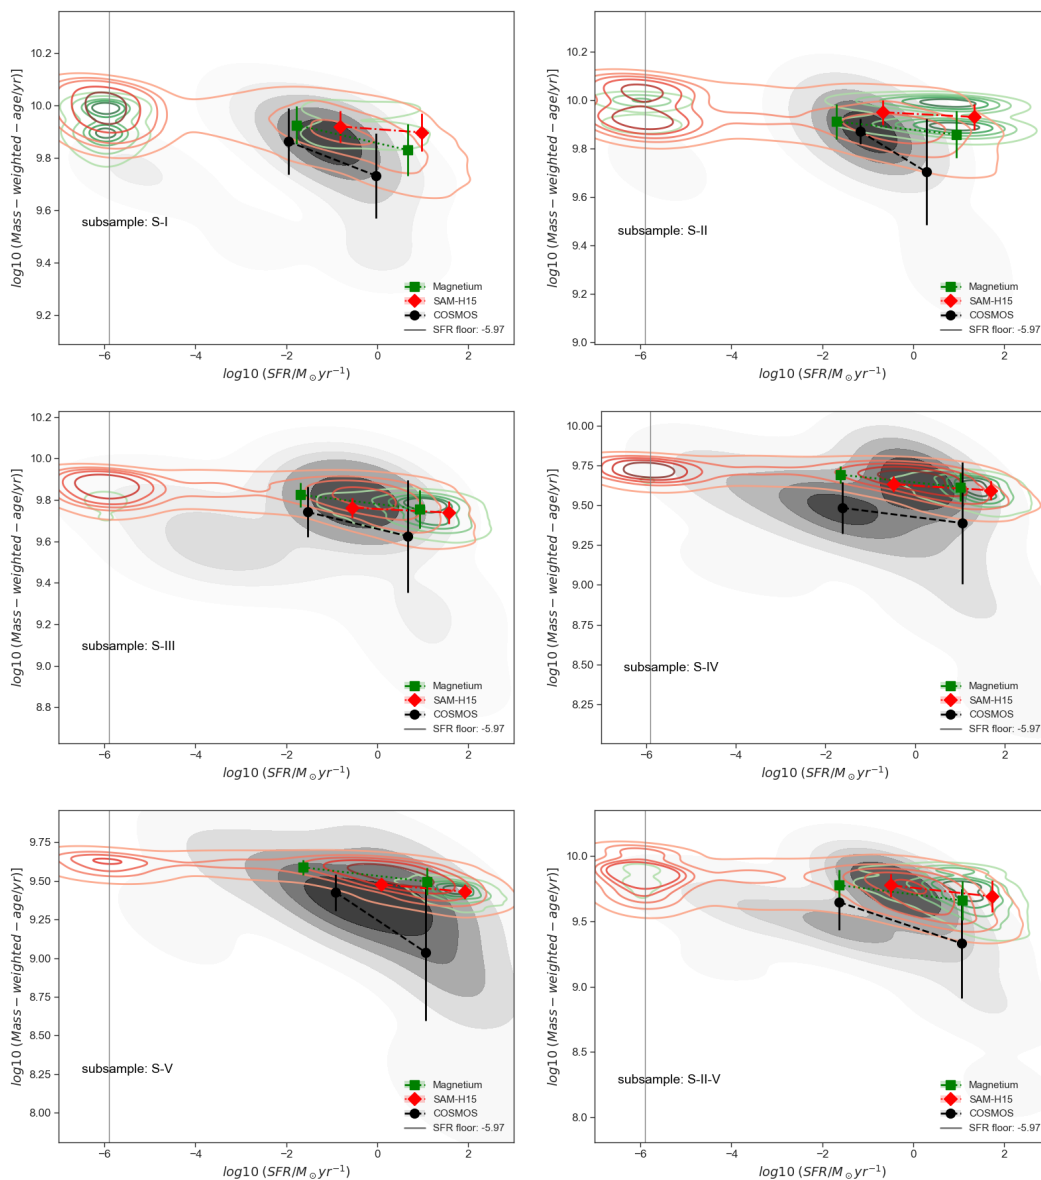 log10 (Mass − weighted − age/yr)]
10.2
10.0
9.8
9.6
9.4
9.2
subsample: S-I
Magnetium
SAM-H15
COSMOS
SFR floor: -5.97
−6 −4 −2 0 2
log10 (SFR/M⊙yr⁻¹)
log10 (Mass − weighted − age/yr)]
10.2
10.0
9.8
9.6
9.4
9.2
9.0
subsample: S-II
Magnetium
SAM-H15
COSMOS
SFR floor: -5.97
−6 −4 −2 0 2
log10 (SFR/M⊙yr⁻¹)
log10 (Mass − weighted − age/yr)]
10.2
10.0
9.8
9.6
9.4
9.2
9.0
8.8
subsample: S-III
Magnetium
SAM-H15
COSMOS
SFR floor: -5.97
−6 −4 −2 0 2
log10 (SFR/M⊙yr⁻¹)
log10 (Mass − weighted − age/yr)]
10.00
9.75
9.50
9.25
9.00
8.75
8.50
8.25
subsample: S-IV
Magnetium
SAM-H15
COSMOS
SFR floor: -5.97
−6 −4 −2 0 2
log10 (SFR/M⊙yr⁻¹)
log10 (Mass − weighted − age/yr)]
9.75
9.50
9.25
9.00
8.75
8.50
8.25
8.00
subsample: S-V
Magnetium
SAM-H15
COSMOS
SFR floor: -5.97
−6 −4 −2 0 2
log10 (SFR/M⊙yr⁻¹)
log10 (Mass − weighted − age/yr)]
10.0
9.5
9.0
8.5
8.0
subsample: S-II-V
Magnetium
SAM-H15
COSMOS
SFR floor: -5.97
−6 −4 −2 0 2
log10 (SFR/M⊙yr⁻¹)